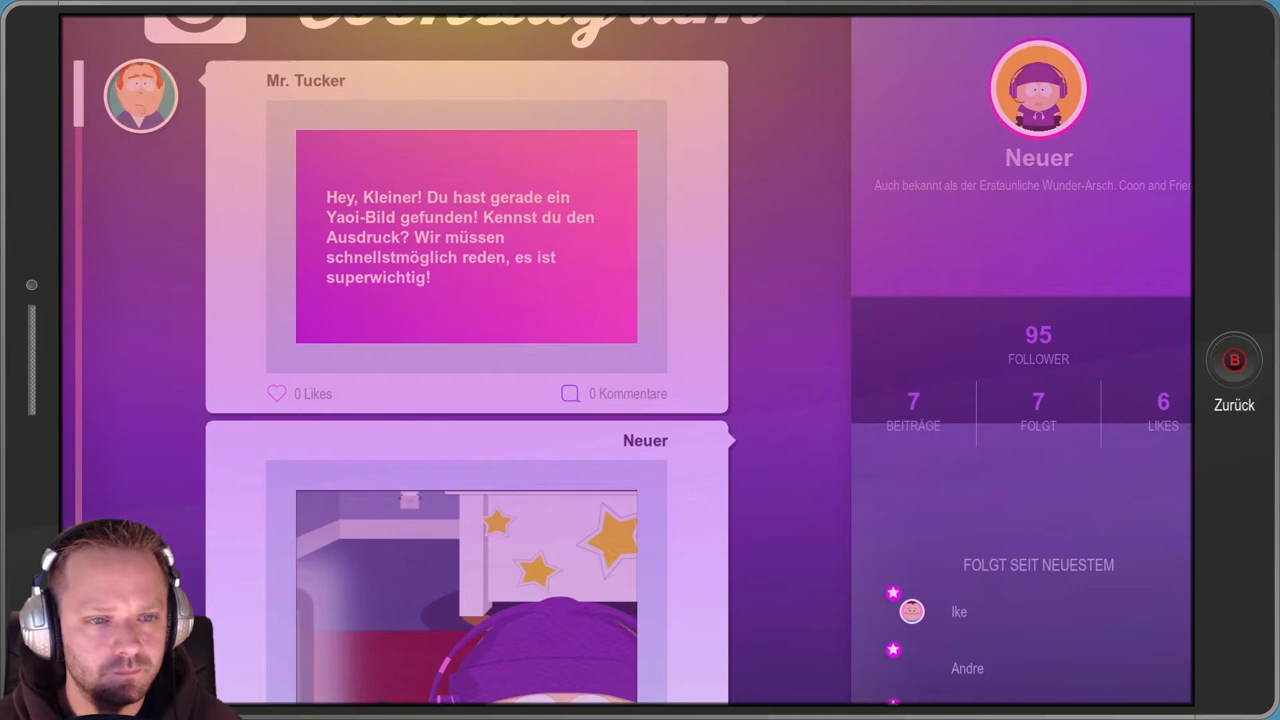 Coonstagram
Mr. Tucker
Hey, Kleiner! Du hast gerade ein
Yaoi-Bild gefunden! Kennst du den
Ausdruck? Wir müssen
schnellstmöglich reden, es ist
superwichtig!
0 Likes
0 Kommentare
Neuer
Neuer
Auch bekannt als der Erstaunliche Wunder-Arsch. Coon and Frien
95
FOLLOWER
7
BEITRÄGE
7
FOLGT
6
LIKES
FOLGT SEIT NEUESTEM
Ike
Andre
B
Zurück